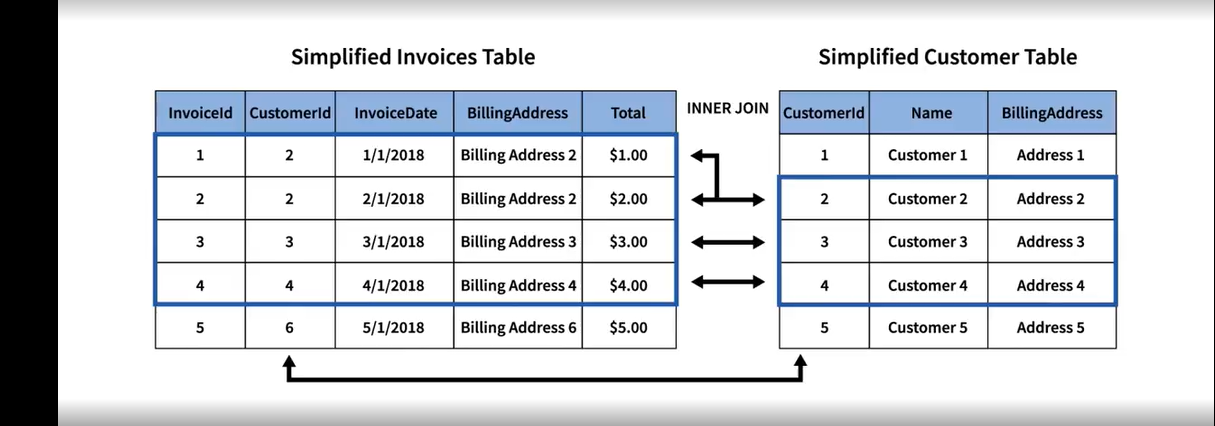 Simplified Invoices Table
InvoiceId CustomerId InvoiceDate BillingAddress Total
1 2 1/1/2018 Billing Address 2 $1.00
2 2 2/1/2018 Billing Address 2 $2.00
3 3 3/1/2018 Billing Address 3 $3.00
4 4 4/1/2018 Billing Address 4 $4.00
5 6 5/1/2018 Billing Address 6 $5.00
INNER JOIN
Simplified Customer Table
CustomerId Name BillingAddress
1 Customer 1 Address 1
2 Customer 2 Address 2
3 Customer 3 Address 3
4 Customer 4 Address 4
5 Customer 5 Address 5